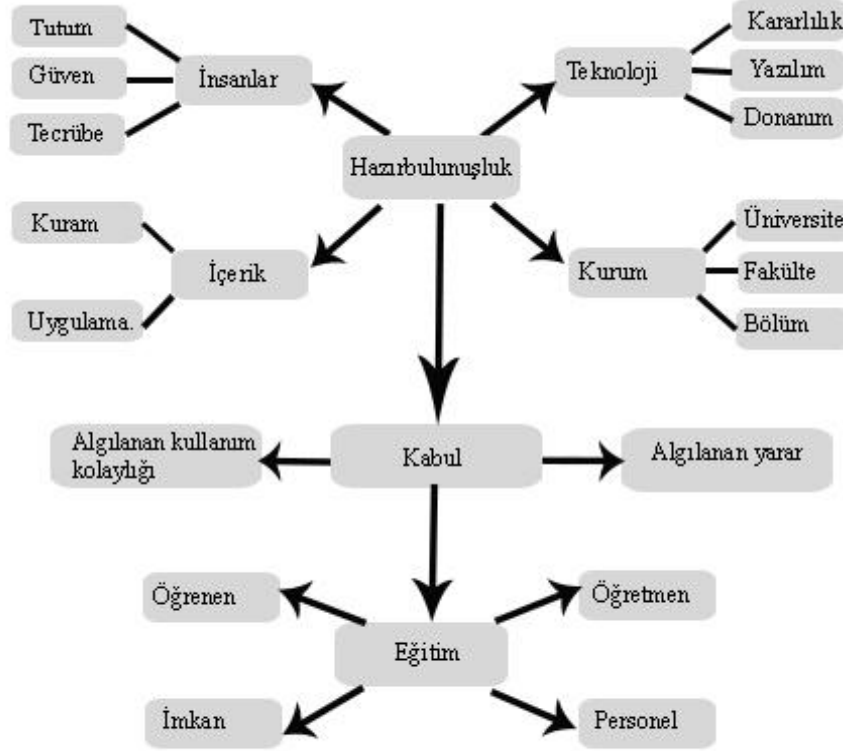 Tutum
Güven
Tecrübe
İnsanlar
Teknoloji
Kararlılık
Yazılım
Donanım
Hazırbulunuşluk
Kuram
Uygulama.
İçerik
Kurum
Üniversite
Fakülte
Bölüm
Algılanan kullanım
kolaylığı
Kabul
Algılanan yarar
Öğrenen
Öğretmen
Eğitim
İmkan
Personel